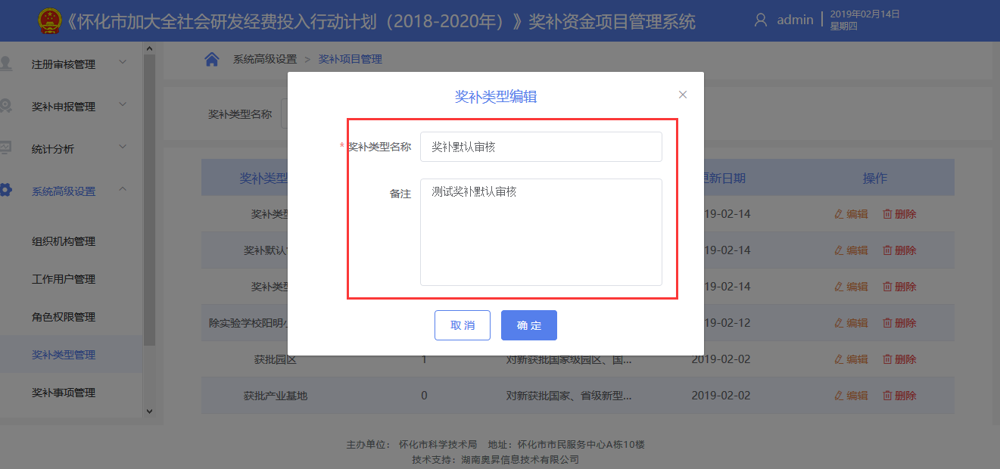 《怀化市加大全社会研发经费投入行动计划（2018-2020年）》奖补资金项目管理系统
admin
2019年02月14日
星期四
注册审核管理
奖补申报管理
统计分析
系统高级设置
组织机构管理
工作用户管理
角色权限管理
奖补类型管理
奖补事项管理
系统高级设置 > 奖补项目管理
奖补类型名称
奖补类型编辑
* 奖补类型名称 奖补默认审核
备注 测试奖补默认审核
取 消 确 定
奖补类型 更新日期 操作
奖补类型 19-02-14 编辑 删除
奖补默认 19-02-14 编辑 删除
奖补类型 19-02-14 编辑 删除
除实验学校阳明 19-02-12 编辑 删除
获批园区 1 对新获批国家级园区、国... 2019-02-02 编辑 删除
获批产业基地 0 对新获批国家、省级新型... 2019-02-02 编辑 删除
主办单位： 怀化市科学技术局 地址：怀化市市民服务中心A栋10楼
技术支持：湖南奥昇信息技术有限公司